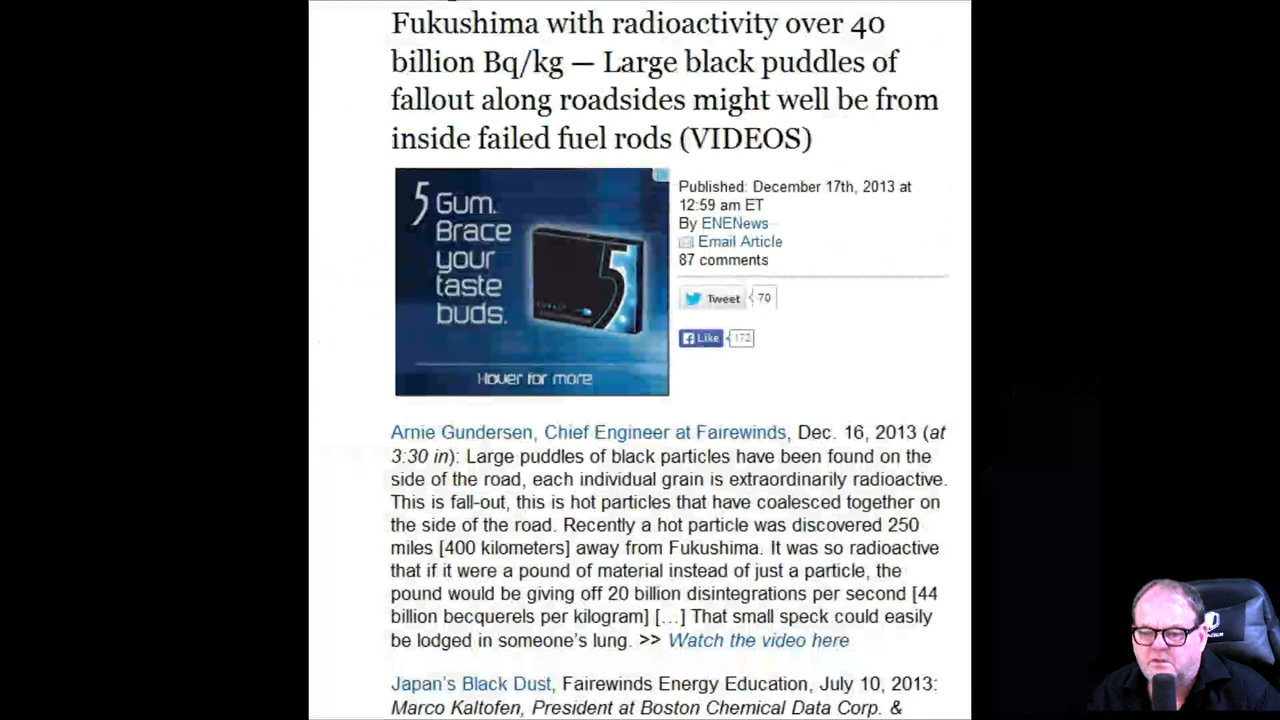 Fukushima with radioactivity over 40
billion Bq/kg — Large black puddles of
fallout along roadsides might well be from
inside failed fuel rods (VIDEOS)
5 Gum.
Brace
your
taste
buds.
5
Hover for more
Published: December 17th, 2013 at
12:59 am ET
By ENENews
Email Article
87 comments
Tweet 70
Like 172
Arnie Gundersen, Chief Engineer at Fairewinds, Dec. 16, 2013 (at
3:30 in): Large puddles of black particles have been found on the
side of the road, each individual grain is extraordinarily radioactive.
This is fall-out, this is hot particles that have coalesced together on
the side of the road. Recently a hot particle was discovered 250
miles [400 kilometers] away from Fukushima. It was so radioactive
that if it were a pound of material instead of just a particle, the
pound would be giving off 20 billion disintegrations per second [44
billion becquerels per kilogram] […] That small speck could easily
be lodged in someone’s lung. >> Watch the video here
Japan’s Black Dust, Fairewinds Energy Education, July 10, 2013:
Marco Kaltofen, President at Boston Chemical Data Corp. &